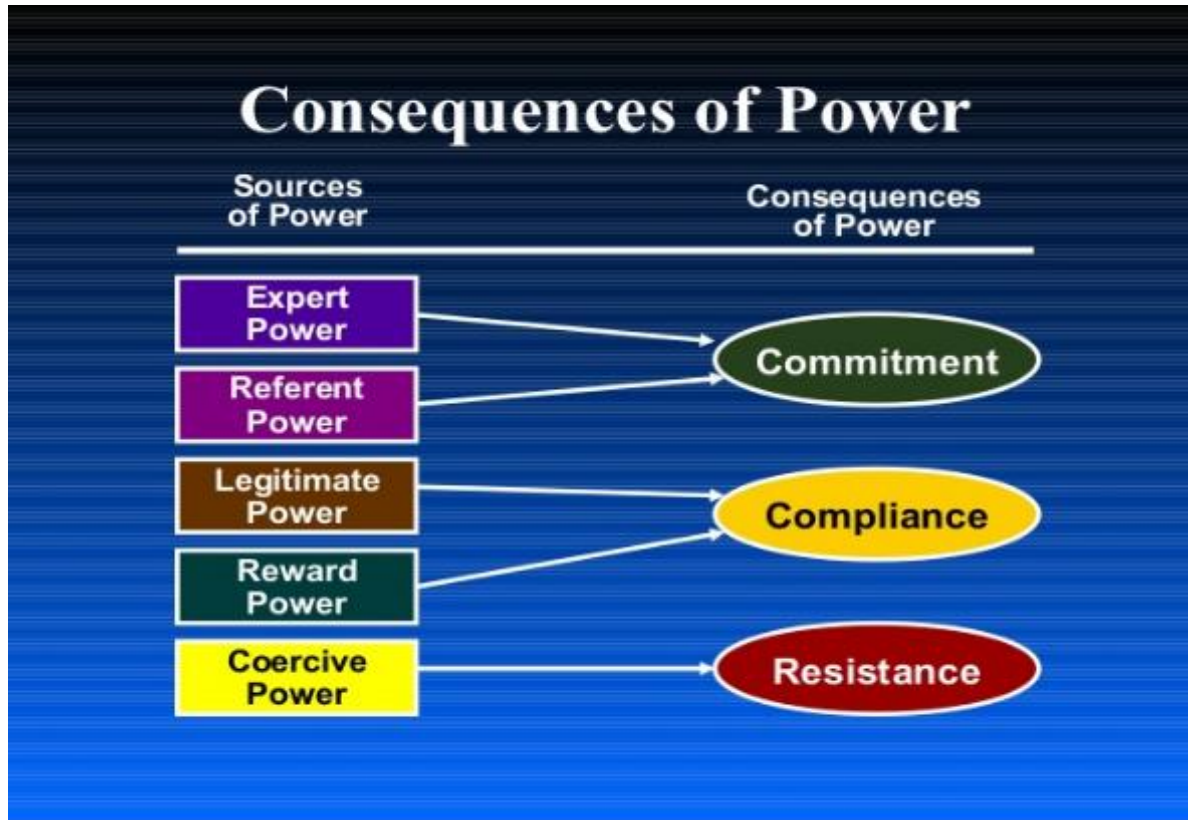 Consequences of Power
Sources
of Power
Consequences
of Power
Expert
Power
Referent
Power
Legitimate
Power
Reward
Power
Coercive
Power
Commitment
Compliance
Resistance